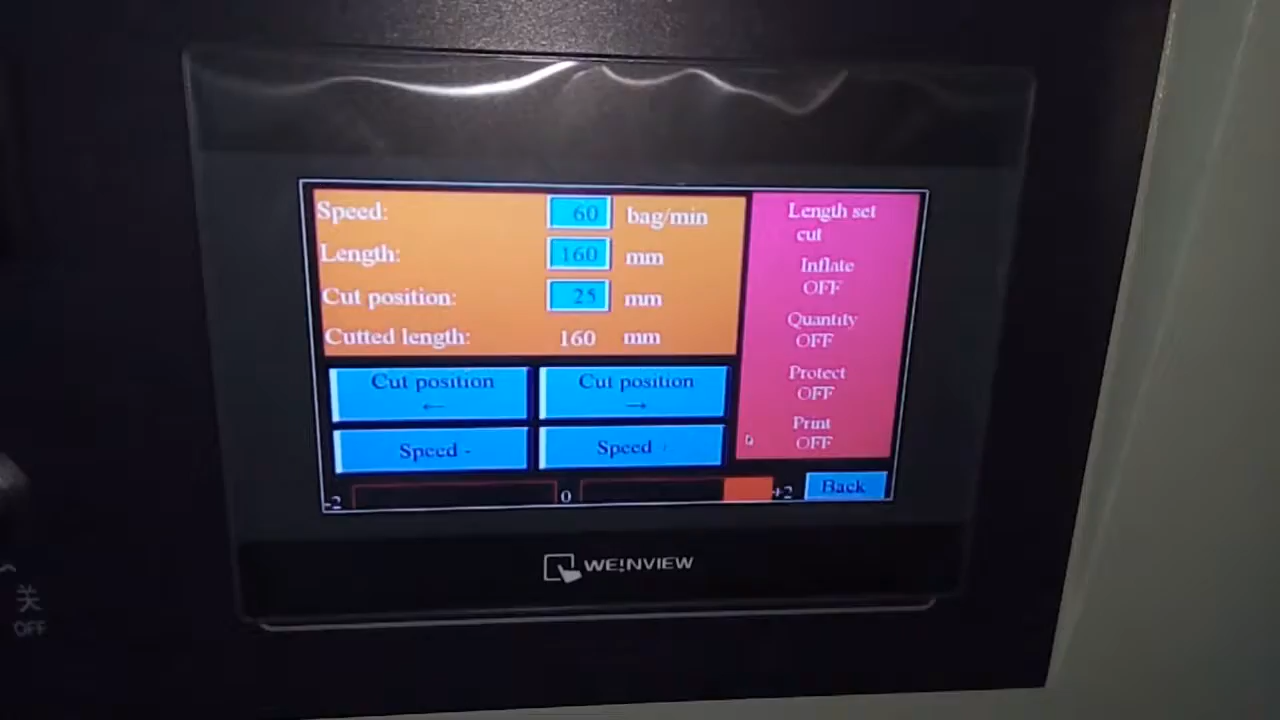 Speed: 60 bag/min
Length: 160 mm
Cut position: 25 mm
Cutted length: 160 mm
Cut position
←
Cut position
→
Speed -
Speed +
-2 0 +2
Back
Length set
cut
Inflate
OFF
Quantity
OFF
Protect
OFF
Print
OFF
WE!NVIEW
关
OFF